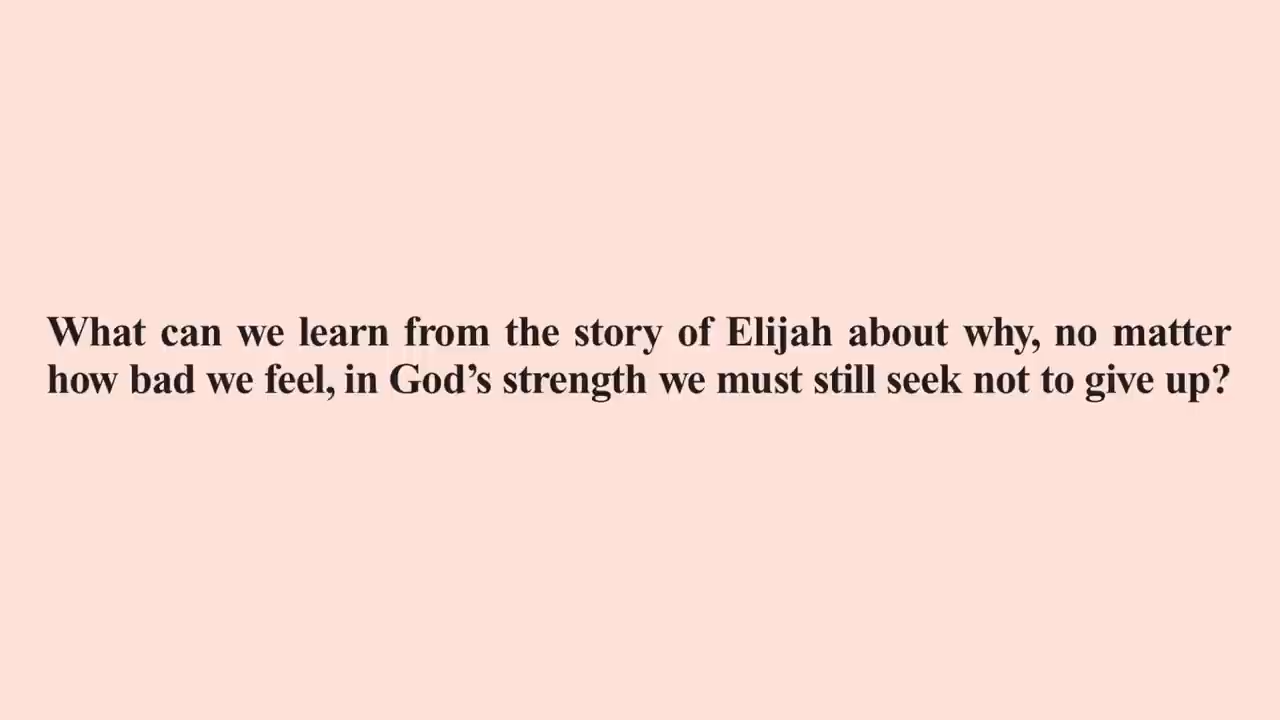 What can we learn from the story of Elijah about why, no matter
how bad we feel, in God’s strength we must still seek not to give up?